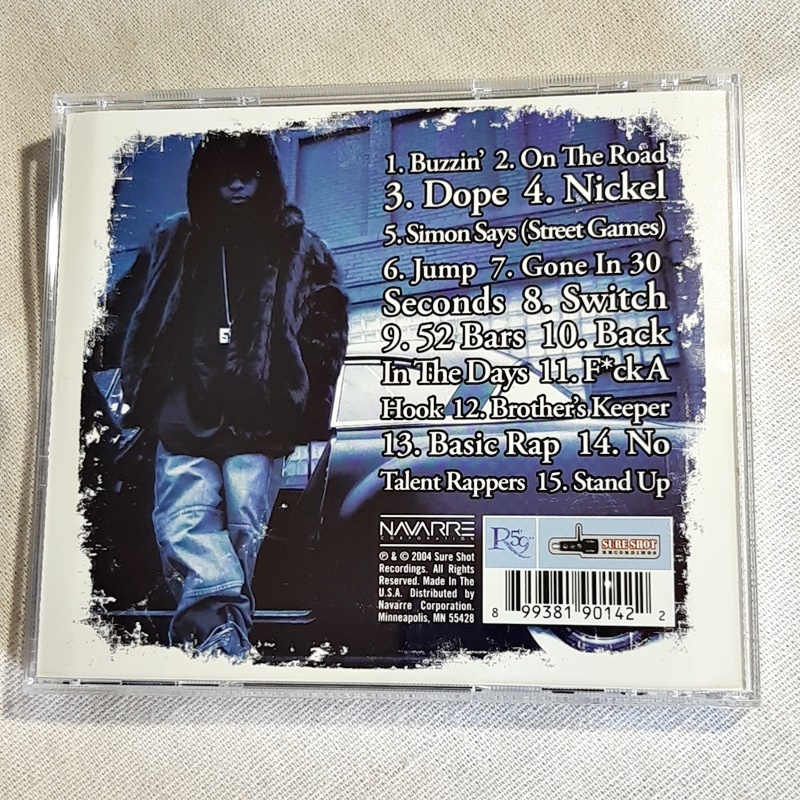 1. Buzzin' 2. On The Road
3. Dope 4. Nickel
5. Simon Says (Street Games)
6. Jump 7. Gone In 30
Seconds 8. Switch
9. 52 Bars 10. Back
In The Days 11. F*ck A
Hook 12. Brother's Keeper
13. Basic Rap 14. No
Talent Rappers 15. Stand Up
NAVARRE
CORPORATION
℗ & © 2004 Sure Shot
Recordings. All Rights
Reserved. Made In The
U.S.A. Distributed by
Navarre Corporation.
Minneapolis, MN 55428
R 5'9"
SURE SHOT
RECORDINGS
8 99381 90142 2